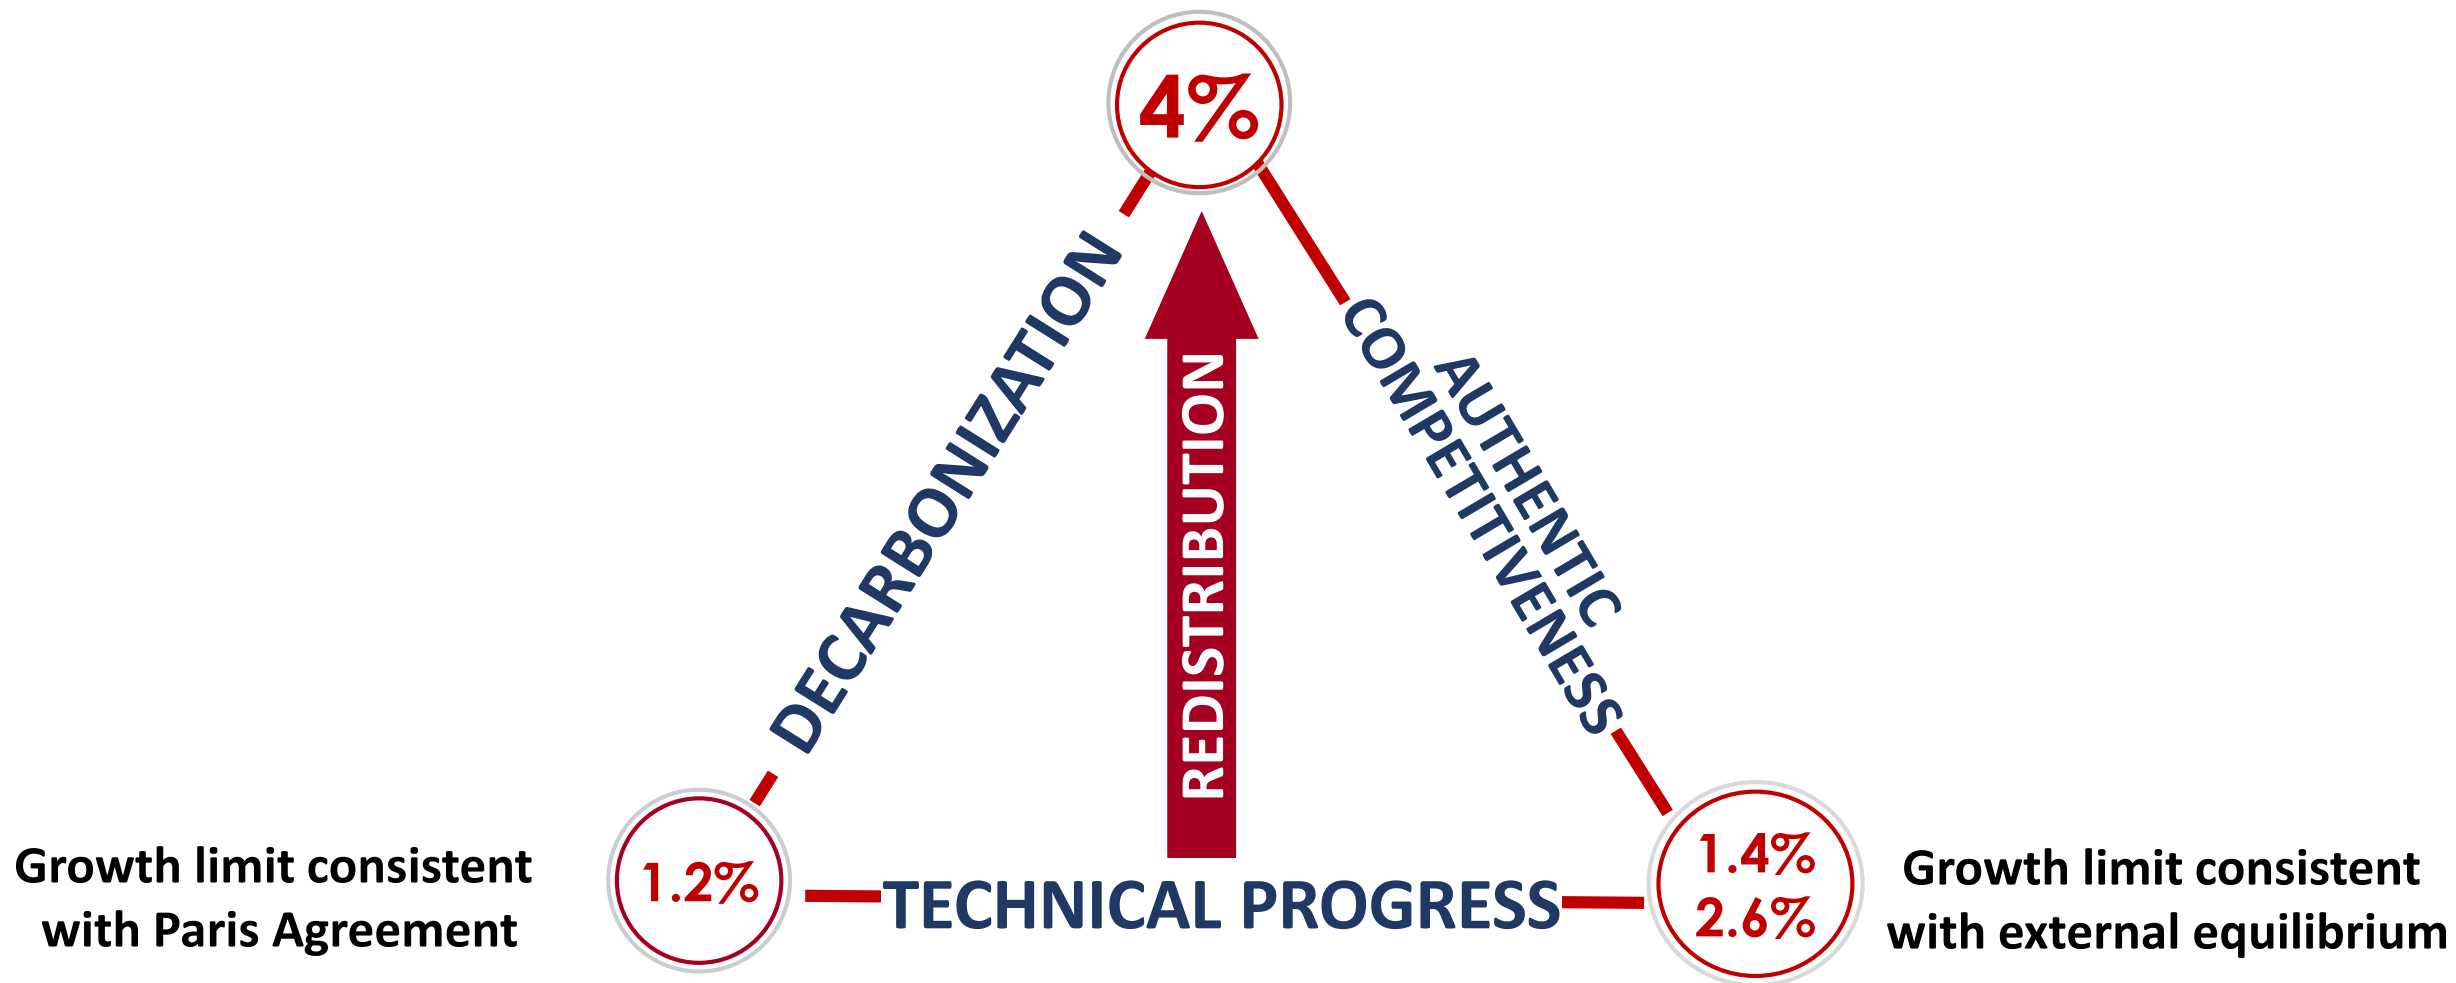 4%
DECARBONIZATION
REDISTRIBUTION
AUTHENTIC
COMPETITIVENESS
Growth limit consistent
with Paris Agreement
1.2%
TECHNICAL PROGRESS
1.4%
2.6%
Growth limit consistent
with external equilibrium